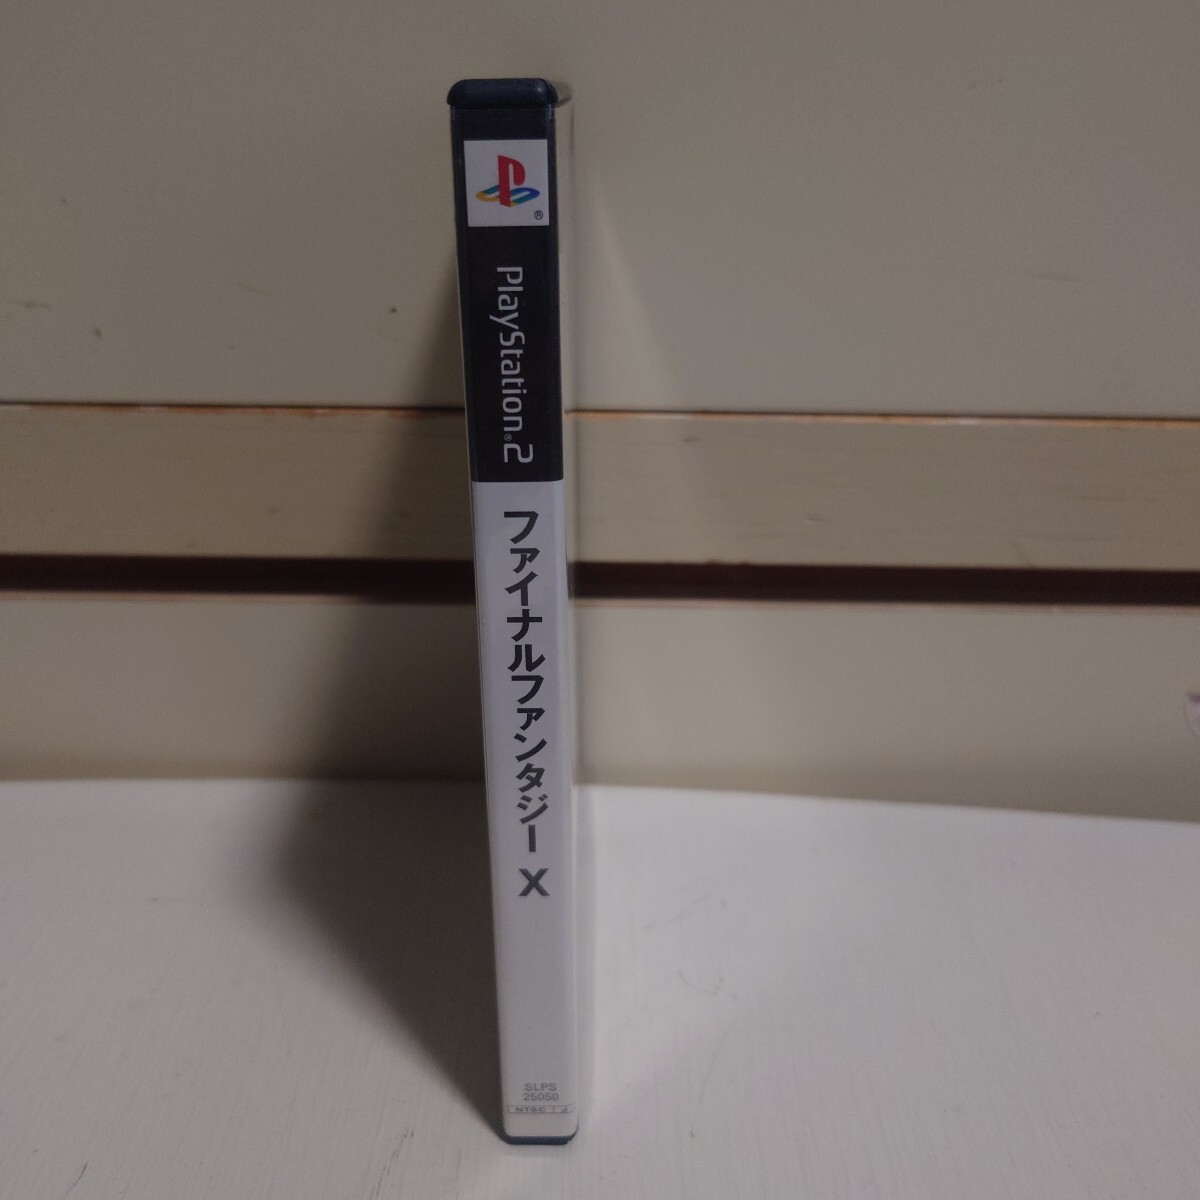 ®
PlayStation®2
ファイナルファンタジー X
SLPS
25050
NTSC J